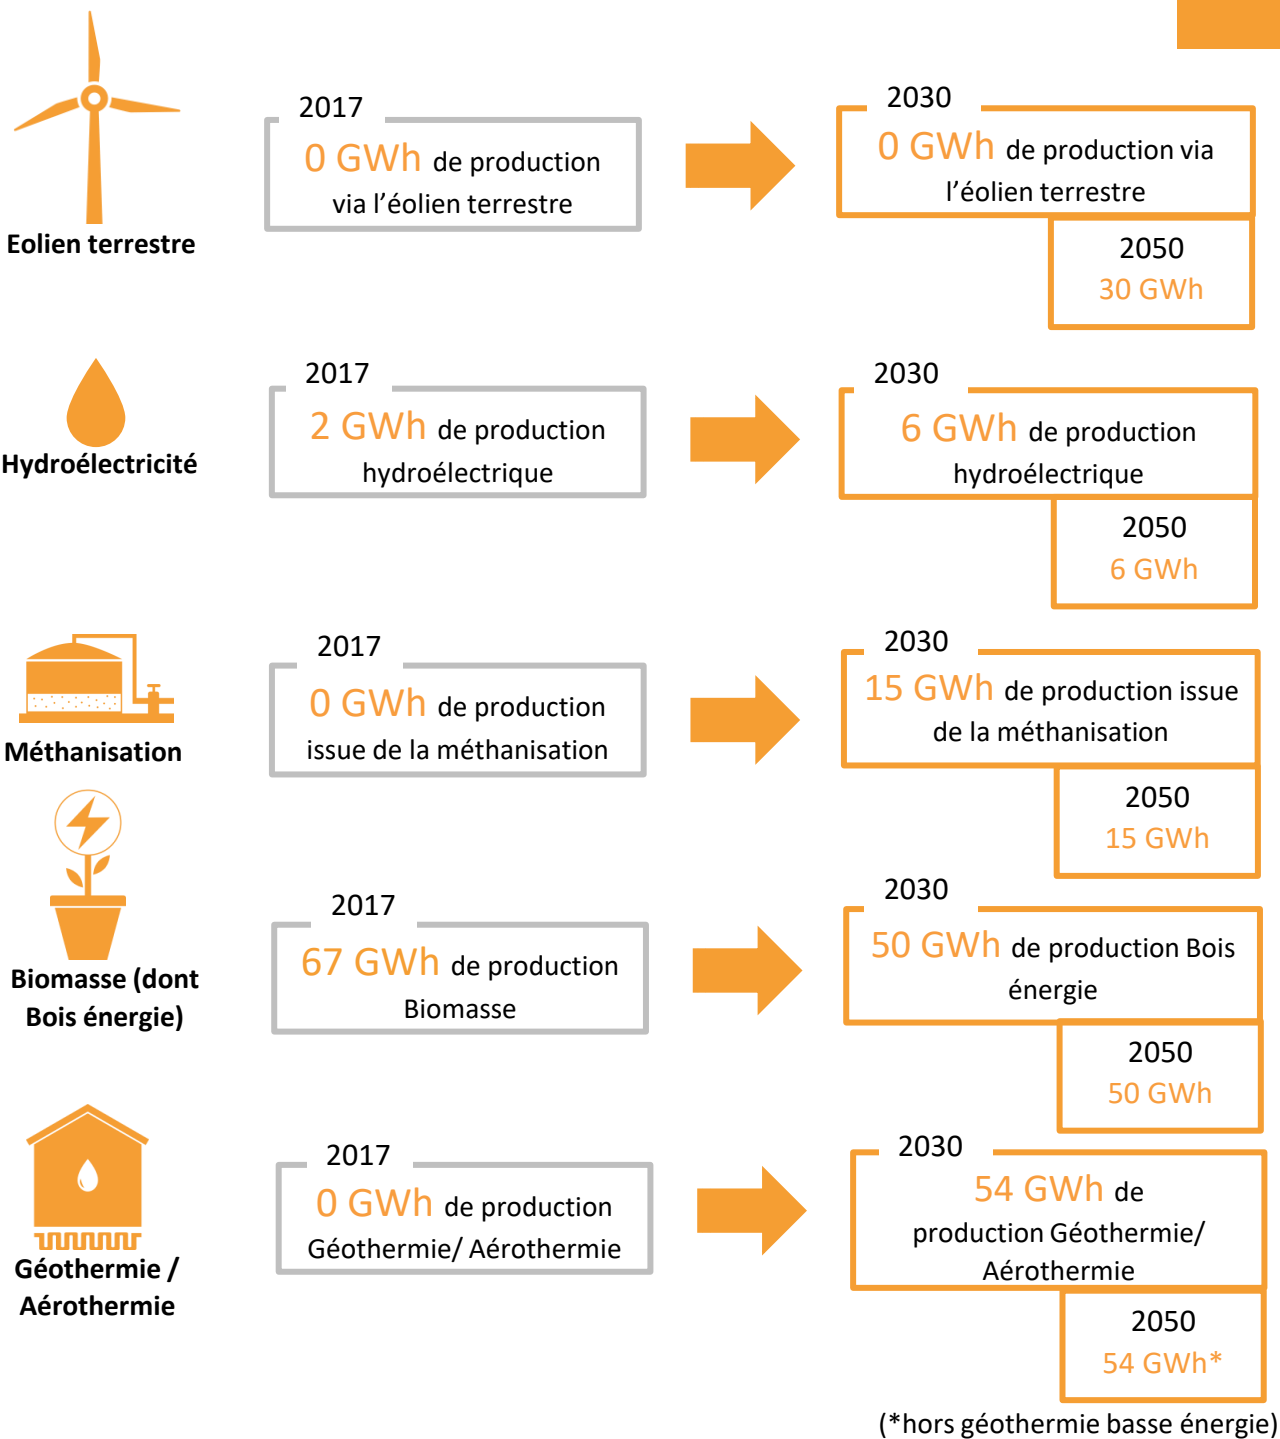 Eolien terrestre
2017
0 GWh de production
via l’éolien terrestre
2030
0 GWh de production via
l’éolien terrestre
2050
30 GWh
Hydroélectricité
2017
2 GWh de production
hydroélectrique
2030
6 GWh de production
hydroélectrique
2050
6 GWh
Méthanisation
2017
0 GWh de production
issue de la méthanisation
2030
15 GWh de production issue
de la méthanisation
2050
15 GWh
Biomasse (dont
Bois énergie)
2017
67 GWh de production
Biomasse
2030
50 GWh de production Bois
énergie
2050
50 GWh
Géothermie /
Aérothermie
2017
0 GWh de production
Géothermie/ Aérothermie
2030
54 GWh de
production Géothermie/
Aérothermie
2050
54 GWh*
(*hors géothermie basse énergie)